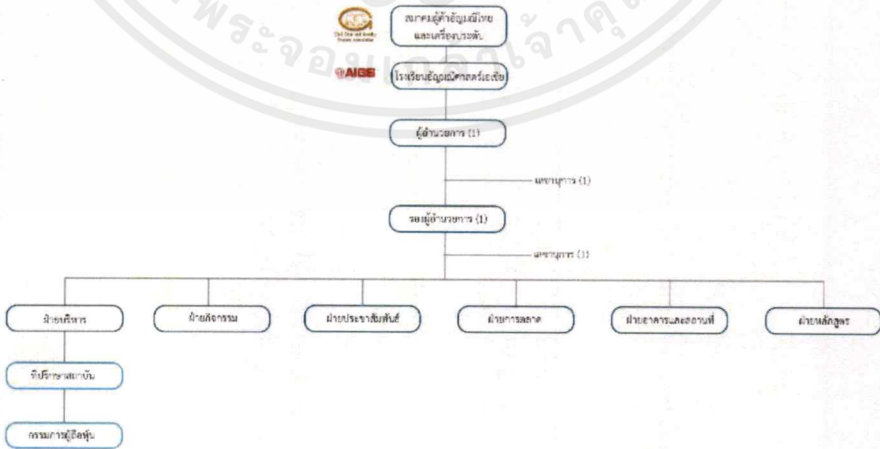 สมาคมผู้ค้าอัญมณีไทย
และเครื่องประดับ
AIGS
โรงเรียนอัญมณีศาสตร์เอเชีย
ผู้อำนวยการ (1)
เลขานุการ (1)
รองผู้อำนวยการ (1)
เลขานุการ (1)
ฝ่ายบริหาร
ฝ่ายกิจกรรม
ฝ่ายประชาสัมพันธ์
ฝ่ายการตลาด
ฝ่ายอาคารและสถานที่
ฝ่ายหลักสูตร
ที่ปรึกษาสถาบัน
กรรมการผู้ถือหุ้น